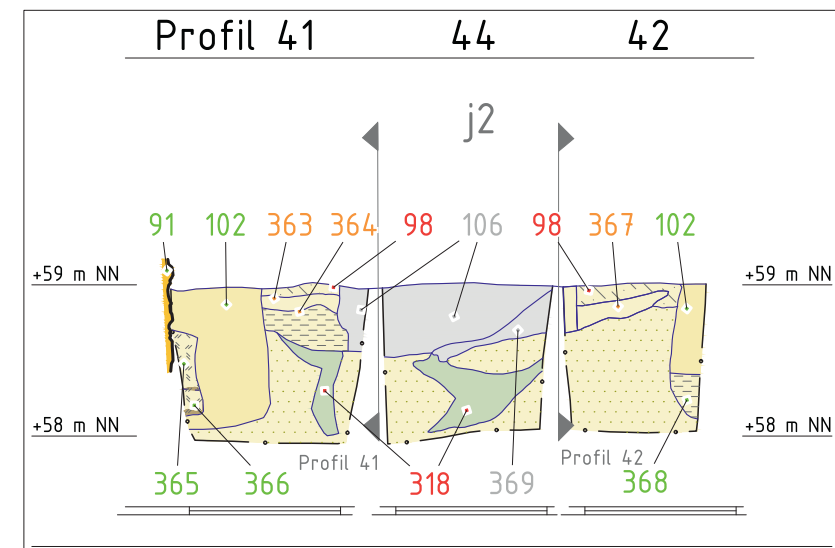 Profil 41 44 42
j2
91 102 363 364 98 106 98 367 102
+59 m NN +59 m NN
+58 m NN +58 m NN
Profil 41 Profil 42
365 366 318 369 368